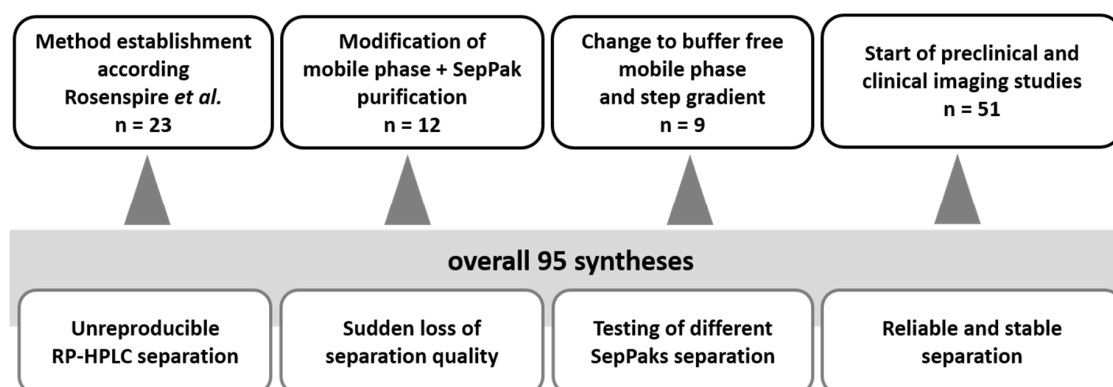 Method establishment
according
Rosenspire et al.
n = 23
Modification of
mobile phase + SepPak
purification
n = 12
Change to buffer free
mobile phase
and step gradient
n = 9
Start of preclinical and
clinical imaging studies
n = 51
overall 95 syntheses
Unreproducible
RP-HPLC separation
Sudden loss of
separation quality
Testing of different
SepPaks separation
Reliable and stable
separation